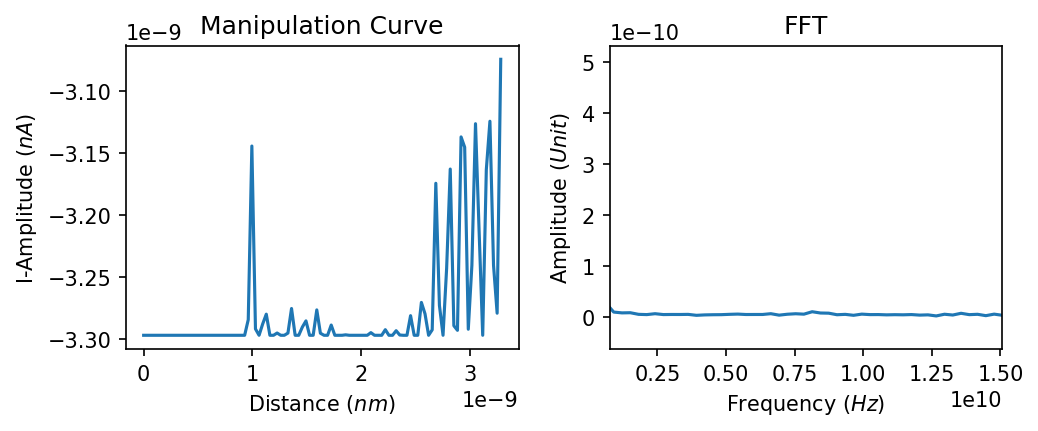 Manipulation Curve
1e−9
I-Amplitude (nA)
−3.10
−3.15
−3.20
−3.25
−3.30
0 1 2 3
Distance (nm)
1e−9
FFT
1e−10
Amplitude (Unit)
5
4
3
2
1
0
0.25 0.50 0.75 1.00 1.25 1.50
Frequency (Hz)
1e10